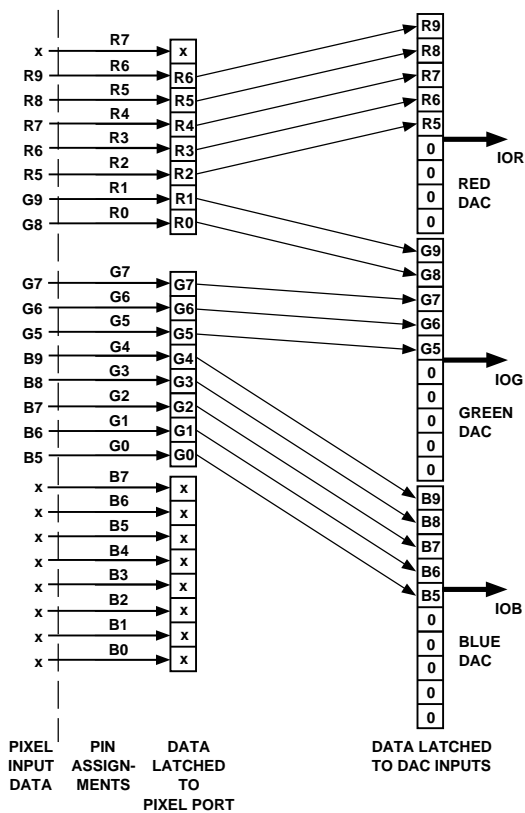 x R7 x
R9 R6 R6
R8 R5 R5
R7 R4 R4
R6 R3 R3
R5 R2 R2
G9 R1 R1
G8 R0 R0
G7 G7 G7
G6 G6 G6
G5 G5 G5
B9 G4 G4
B8 G3 G3
B7 G2 G2
B6 G1 G1
B5 G0 G0
x B7 x
x B6 x
x B5 x
x B4 x
x B3 x
x B2 x
x B1 x
x B0 x
R9
R8
R7
R6
R5
0
0
0
0
IOR
RED
DAC
G9
G8
G7
G6
G5
0
0
0
0
0
IOG
GREEN
DAC
B9
B8
B7
B6
B5
0
0
0
0
0
IOB
BLUE
DAC
PIXEL
INPUT
DATA
PIN
ASSIGN-
MENTS
DATA
LATCHED
TO
PIXEL PORT
DATA LATCHED
TO DAC INPUTS